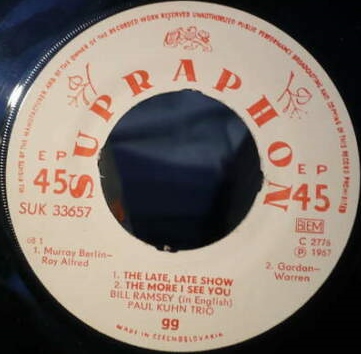 ALL RIGHTS OF THE MANUFACTURER AND OF THE OWNER OF THE RECORDED WORK RESERVED UNAUTHORIZED PUBLIC PERFORMANCE BROADCASTING AND COPYING OF THIS RECORD PROHIBITED
SUPRAPHON
EP
45
SUK 33657
EP
45
BIEM
C 2776
℗ 1967
1. Murray Berlin-
Ray Alfred
2. Gordon-
Warren
1. THE LATE, LATE SHOW
2. THE MORE I SEE YOU
BILL RAMSEY (in English)
PAUL KUHN TRIO
gg
MADE IN CZECHOSLOVAKIA